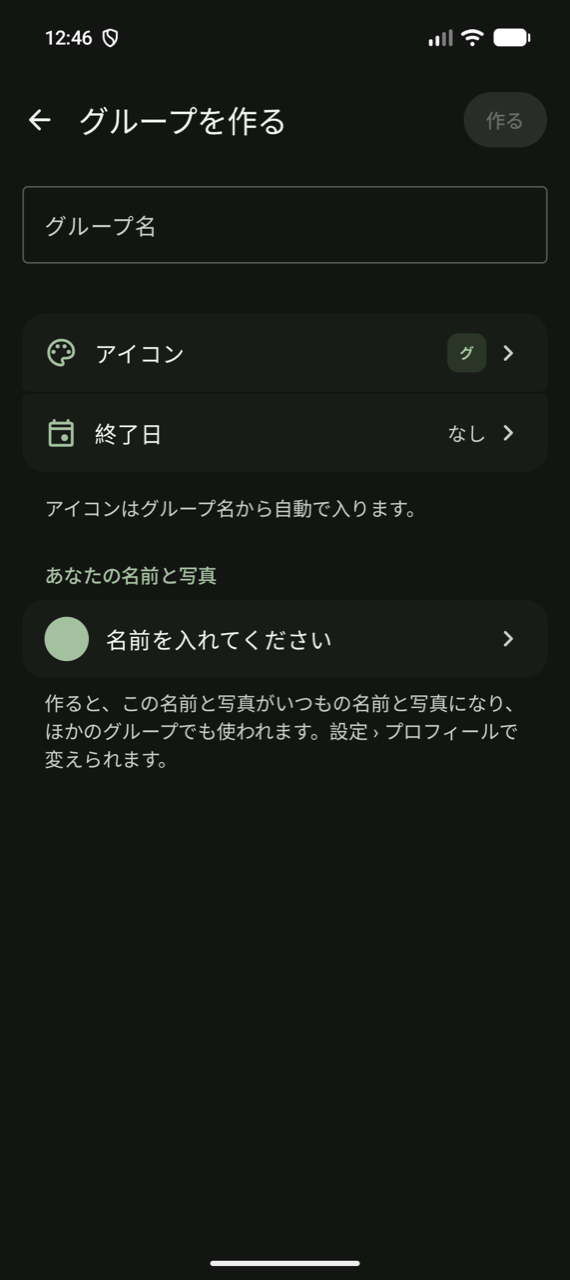 12:46
グループを作る
作る
グループ名
アイコン
グ
終了日
なし
アイコンはグループ名から自動で入ります。
あなたの名前と写真
名前を入れてください
作ると、この名前と写真がいつもの名前と写真になり、
ほかのグループでも使われます。設定 › プロフィールで
変えられます。